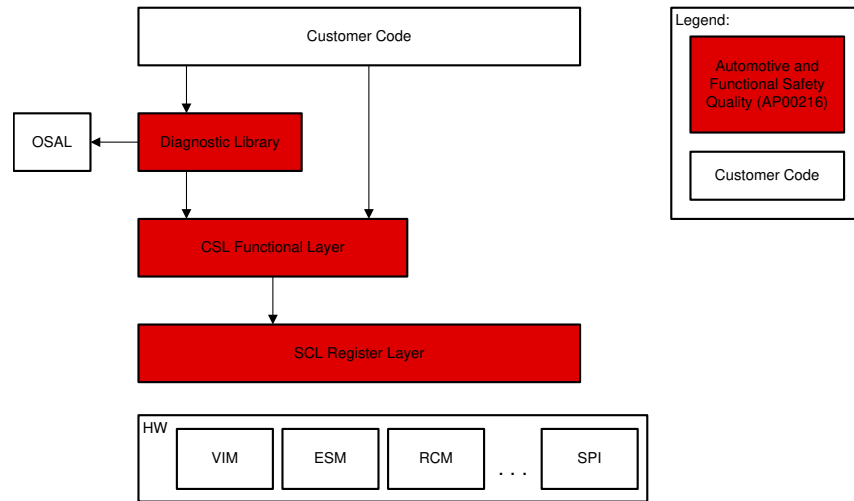 Customer Code
Legend:
Automotive and
Functional Safety
Quality (AP00216)
Customer Code
OSAL
Diagnostic Library
CSL Functional Layer
SCL Register Layer
HW
VIM
ESM
RCM
. . .
SPI